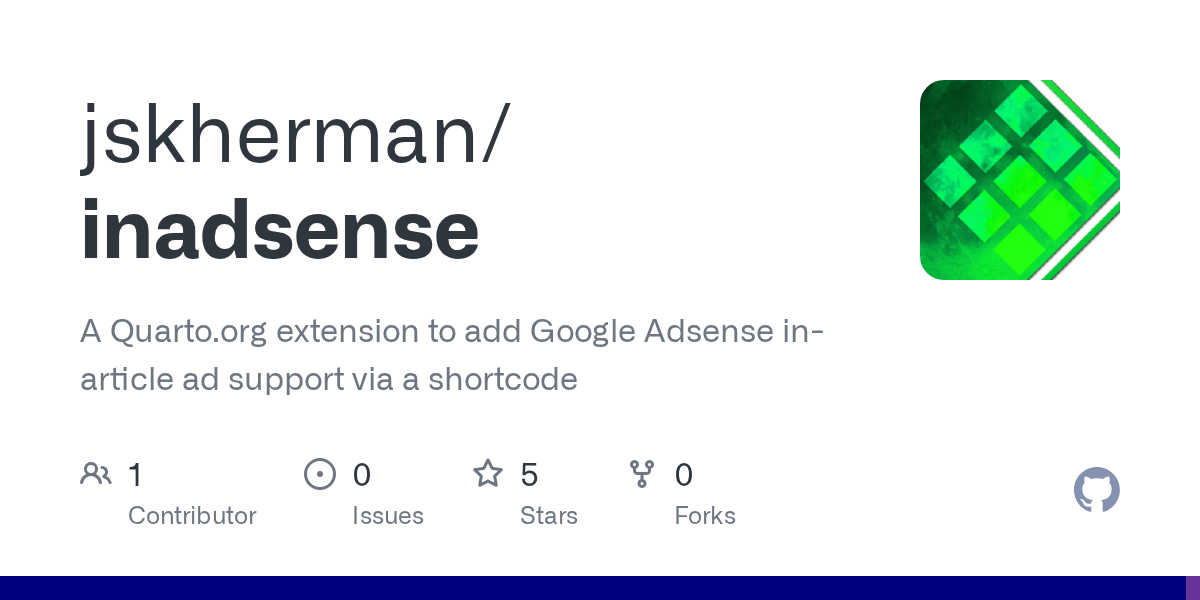 jskherman/
inadsense
A Quarto.org extension to add Google Adsense in-
article ad support via a shortcode
1 0 5 0
Contributor Issues Stars Forks